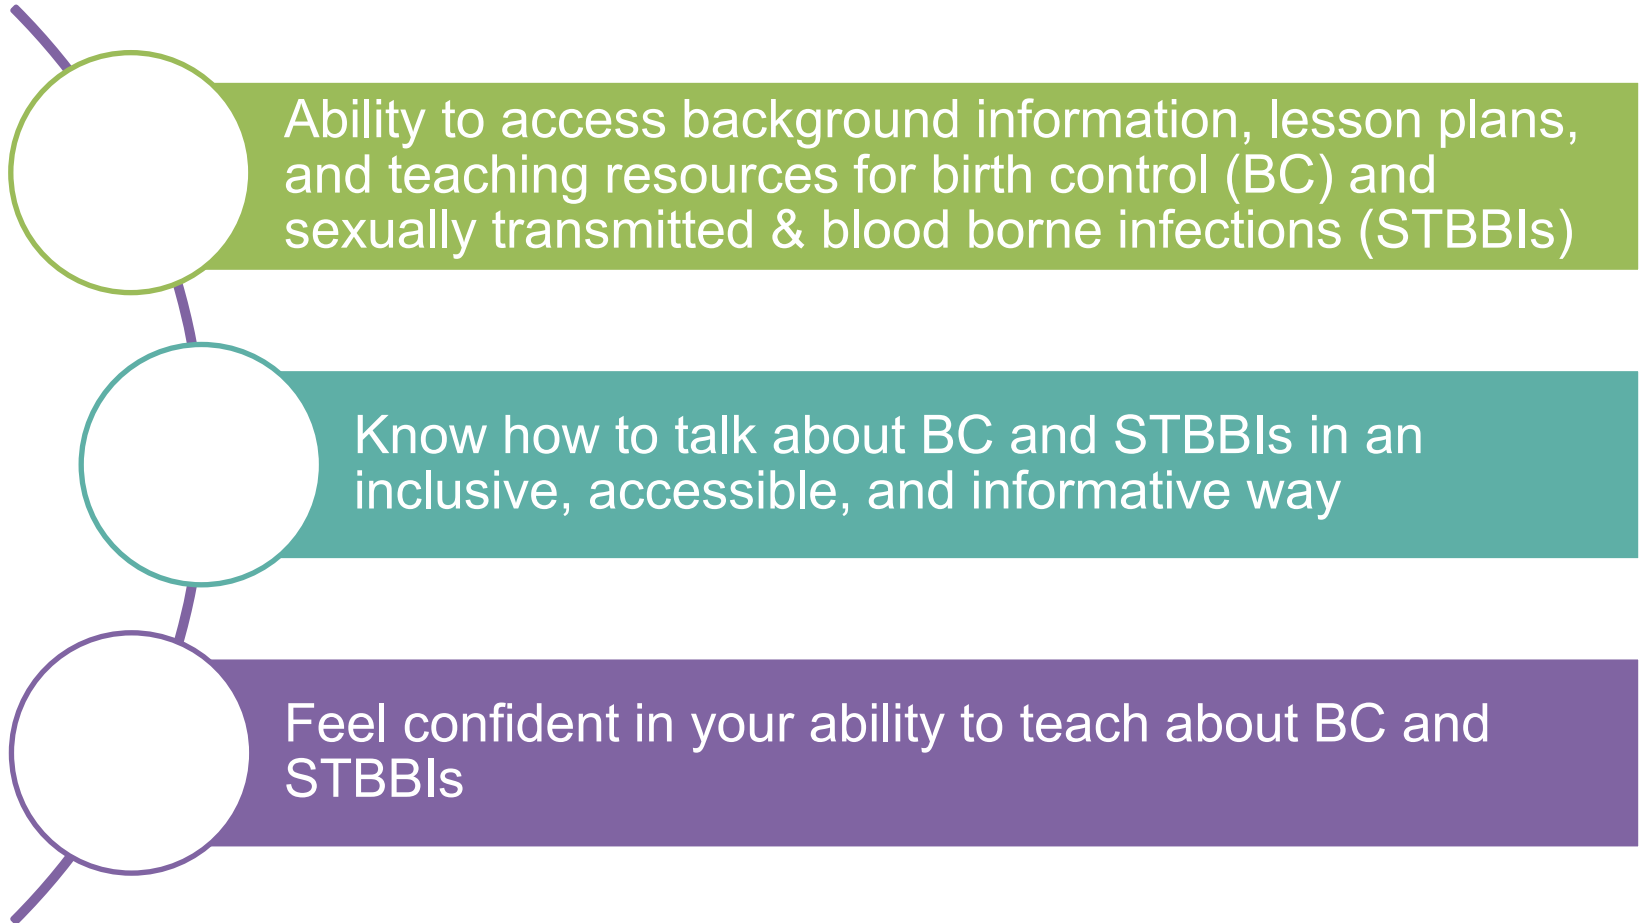 Ability to access background information, lesson plans,
and teaching resources for birth control (BC) and
sexually transmitted & blood borne infections (STBBIs)
Know how to talk about BC and STBBIs in an
inclusive, accessible, and informative way
Feel confident in your ability to teach about BC and
STBBIs